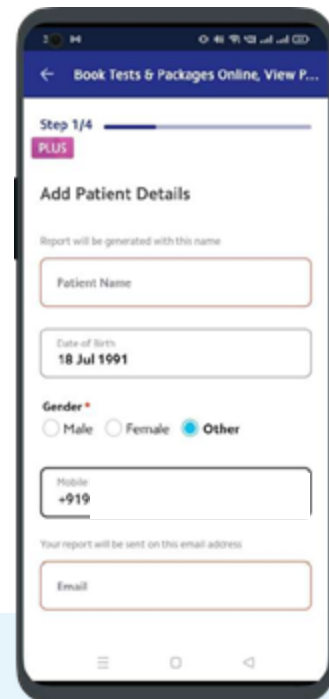 Book Tests & Packages Online, View P...
Step 1/4
PLUS
Add Patient Details
Report will be generated with this name
Patient Name
Date of Birth
18 Jul 1991
Gender *
Male Female Other
Mobile
+919
Your report will be sent on this email address
Email